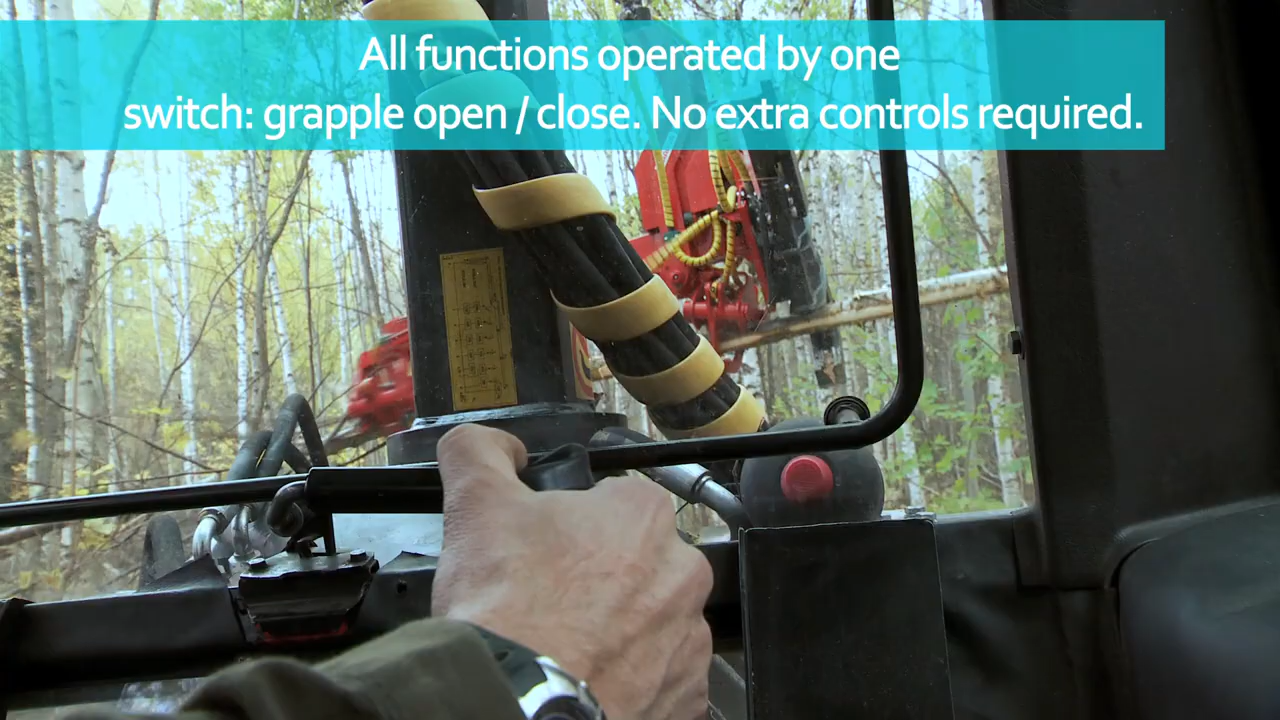 All functions operated by one
switch: grapple open / close. No extra controls required.